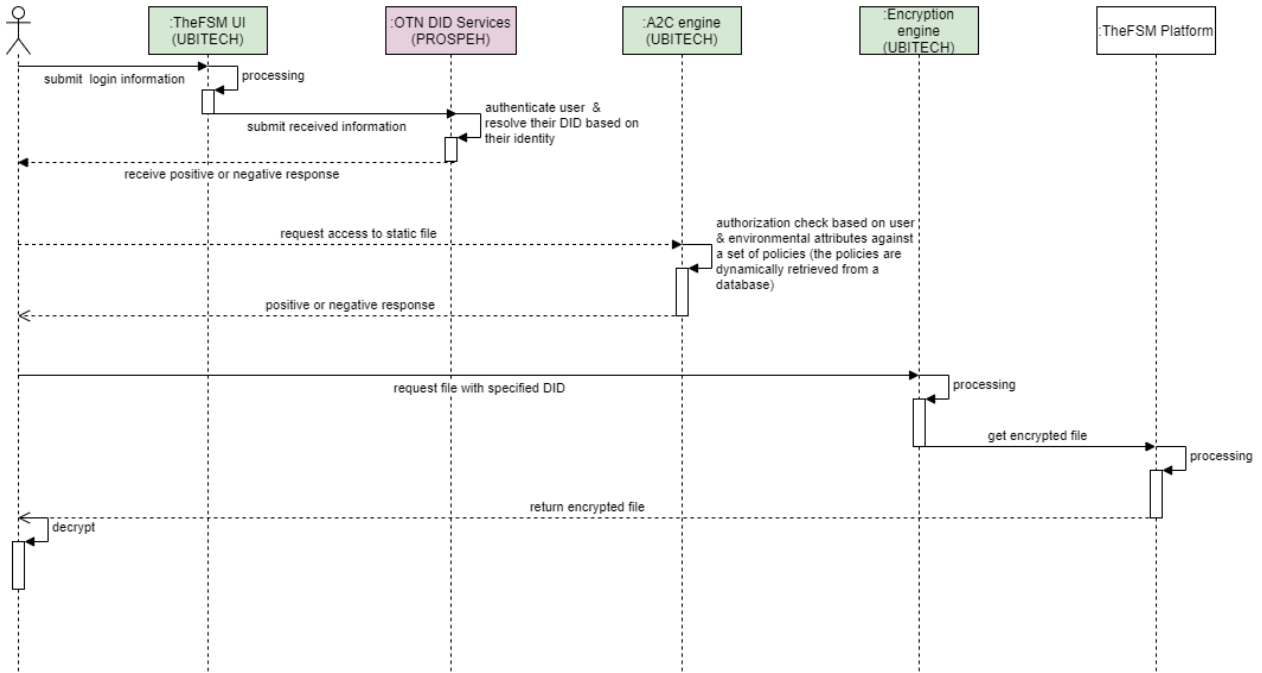 :TheFSM UI
(UBITECH)
:OTN DID Services
(PROSPEH)
:A2C engine
(UBITECH)
:Encryption
engine
(UBITECH)
:TheFSM Platform
submit login information
processing
submit received information
authenticate user &
resolve their DID based on
their identity
receive positive or negative response
request access to static file
authorization check based on user
& environmental attributes against
a set of policies (the policies are
dynamically retrieved from a
database)
positive or negative response
request file with specified DID
processing
get encrypted file
processing
return encrypted file
decrypt